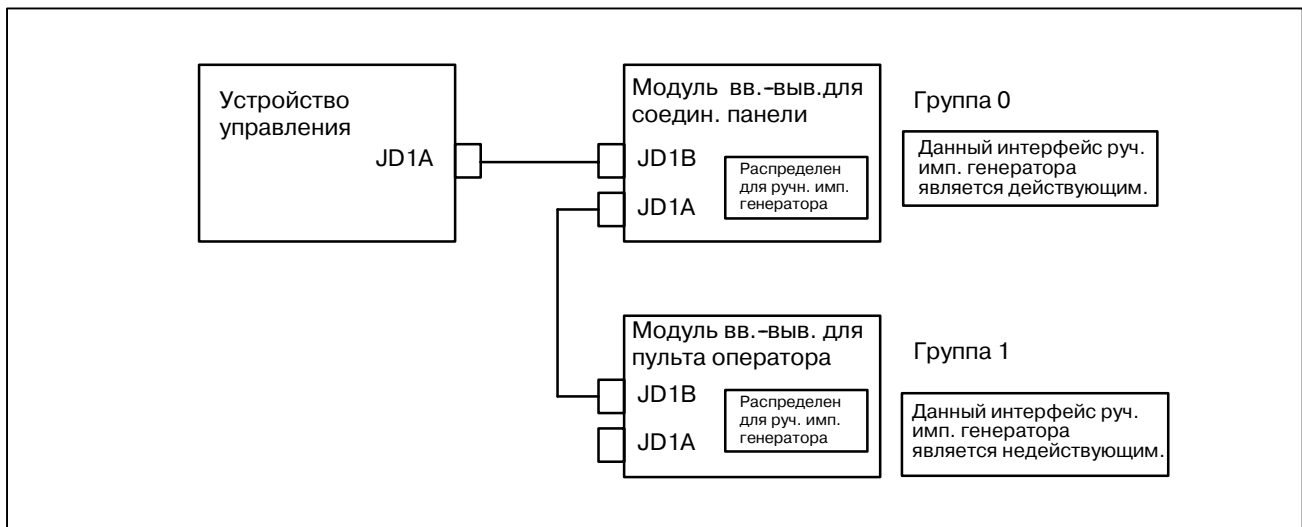 Устройство
управления
JD1A
Модуль вв.-выв.для
соедин. панели
JD1B
JD1A
Распределен
для ручн. имп.
генератора
Группа 0
Данный интерфейс руч.
имп. генератора
является действующим.
Модуль вв.-выв. для
пульта оператора
JD1B
JD1A
Распределен
для руч. имп.
генератора
Группа 1
Данный интерфейс руч.
имп. генератора
является недействующим.